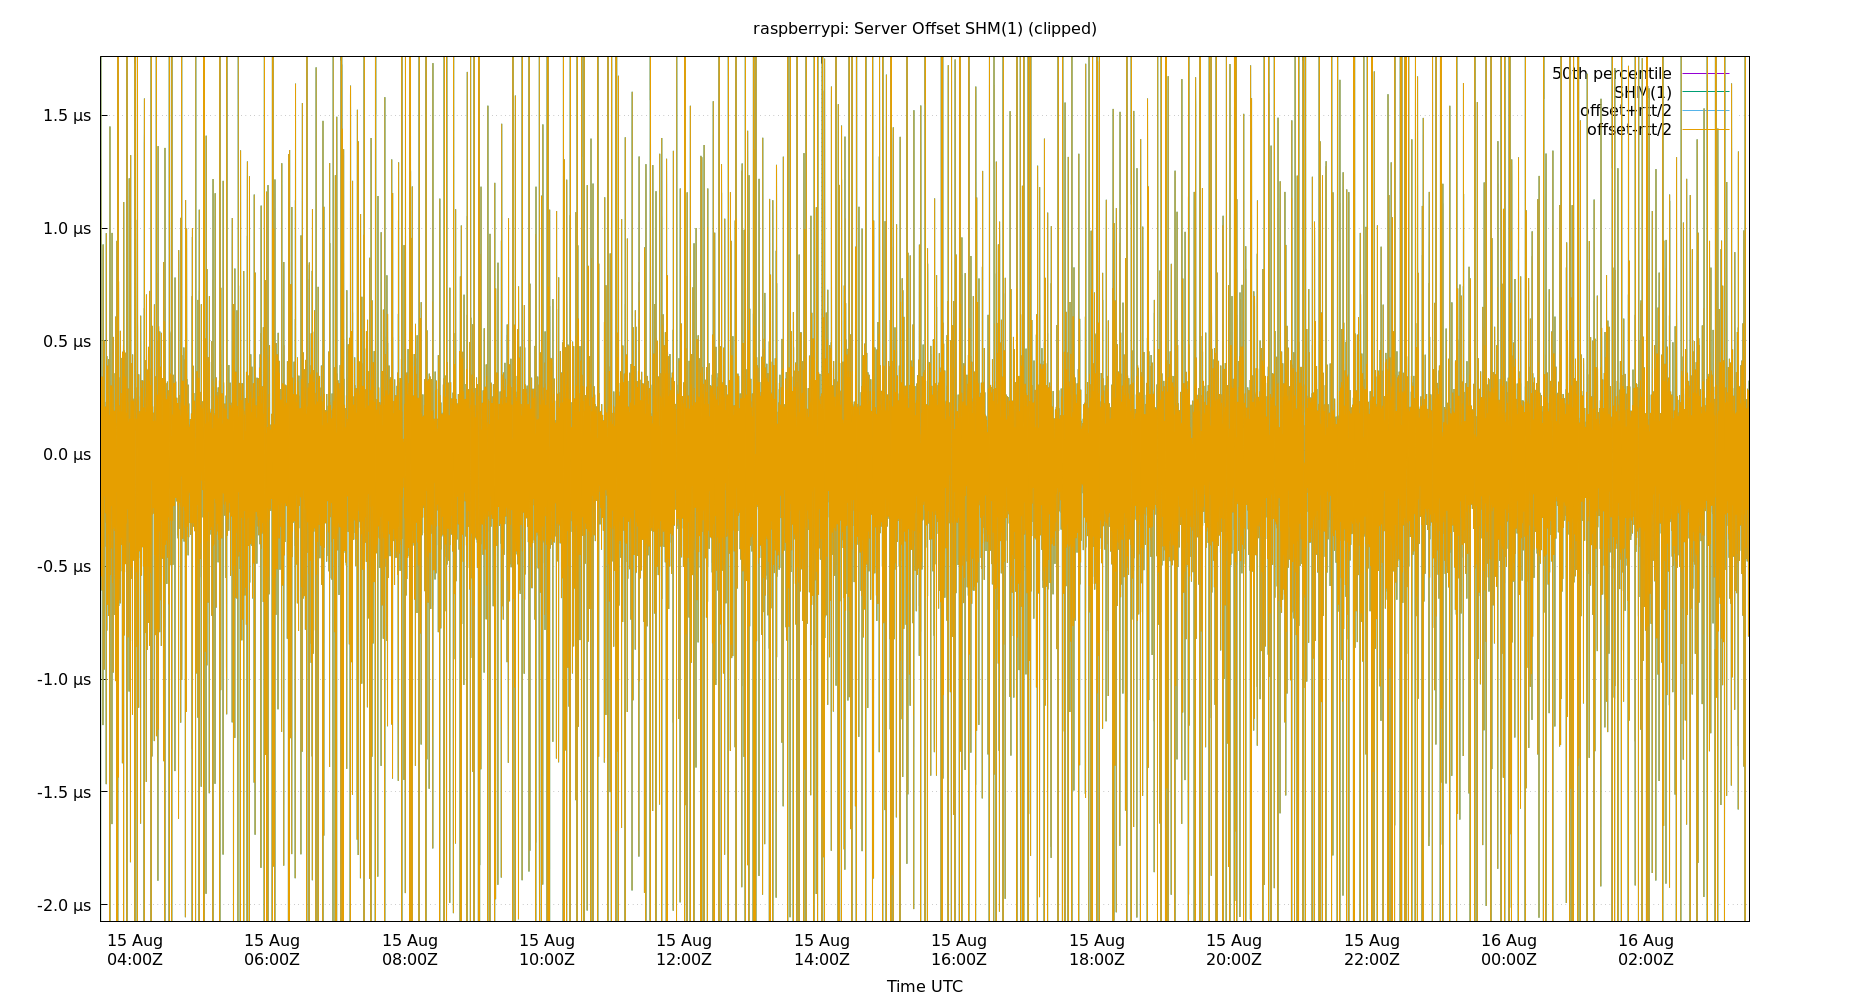 raspberrypi: Server Offset SHM(1) (clipped)
50th percentile
SHM(1)
offset+rtt/2
offset-rtt/2
1.5 µs
1.0 µs
0.5 µs
0.0 µs
-0.5 µs
-1.0 µs
-1.5 µs
-2.0 µs
15 Aug 15 Aug 15 Aug 15 Aug 15 Aug 15 Aug 15 Aug 15 Aug 15 Aug 15 Aug 16 Aug 16 Aug
04:00Z 06:00Z 08:00Z 10:00Z 12:00Z 14:00Z 16:00Z 18:00Z 20:00Z 22:00Z 00:00Z 02:00Z
Time UTC